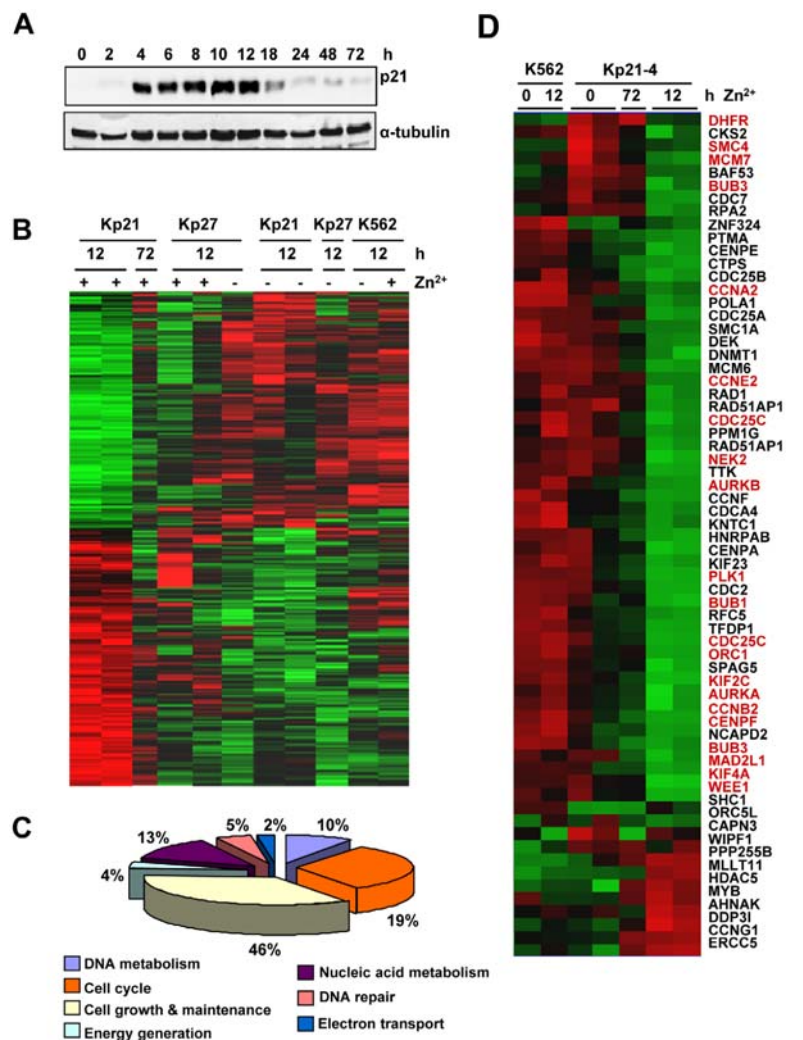 A
0 2 4 6 8 10 12 18 24 48 72 h
p21
α-tubulin
B
Kp21 Kp27 Kp21 Kp27 K562
12 72 12 12 12 12 h
+ + + + + - - - - - + Zn2+
C
13% 5% 2% 10%
4%
46% 19%
DNA metabolism
Cell cycle
Cell growth & maintenance
Energy generation
Nucleic acid metabolism
DNA repair
Electron transport
D
K562 Kp21-4
0 12 0 72 12 h Zn2+
DHFR
CKS2
SMC4
MCM7
BAF53
BUB3
CDC7
RPA2
ZNF324
PTMA
CENPE
CTPS
CDC25B
CCNA2
POLA1
CDC25A
SMC1A
DEK
DNMT1
MCM6
CCNE2
RAD1
RAD51AP1
CDC25C
PPM1G
RAD51AP1
NEK2
TTK
AURKB
CCNF
CDCA4
KNTC1
HNRPAB
CENPA
KIF23
PLK1
CDC2
BUB1
RFC5
TFDP1
CDC25C
ORC1
SPAG5
KIF2C
AURKA
CCNB2
CENPF
NCAPD2
BUB3
MAD2L1
KIF4A
WEE1
SHC1
ORC5L
CAPN3
WIPF1
PPP255B
MLLT11
HDAC5
MYB
AHNAK
DDP3I
CCNG1
ERCC5